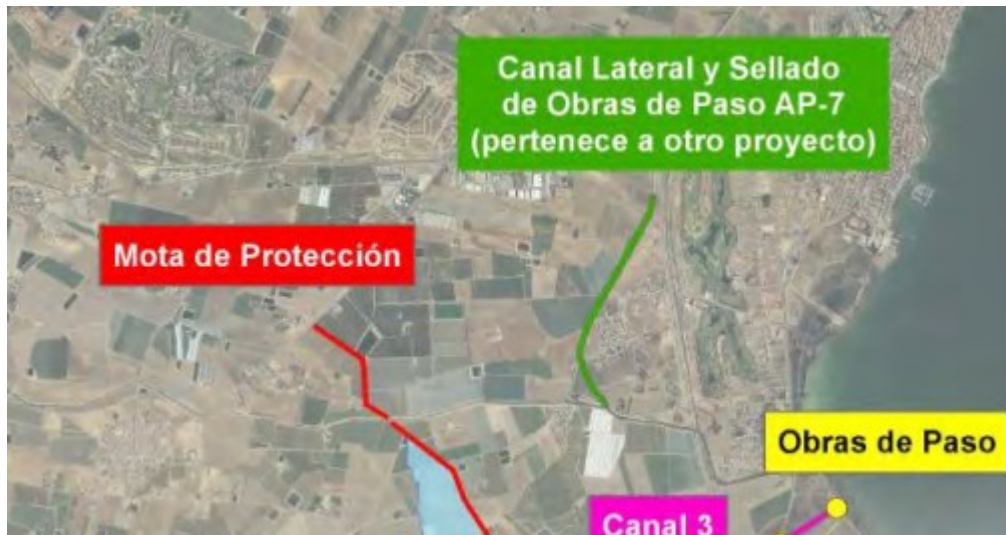 Canal Lateral y Sellado
de Obras de Paso AP-7
(pertenece a otro proyecto)
Mota de Protección
Obras de Paso
Canal 3